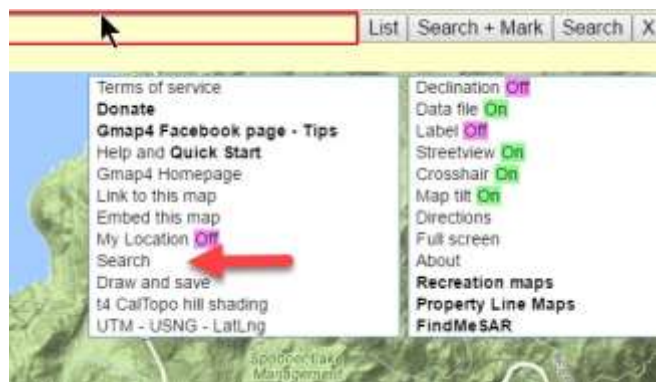 List Search + Mark Search X
Terms of service
Donate
Gmap4 Facebook page - Tips
Help and Quick Start
Gmap4 Homepage
Link to this map
Embed this map
My Location Off
Search
Draw and save
t4 CalTopo hill shading
UTM - USNG - LatLng
Declination Off
Data file On
Label Off
Streetview On
Crosshair On
Map tilt On
Directions
Full screen
About
Recreation maps
Property Line Maps
FindMeSAR
Spooner Lake
Management